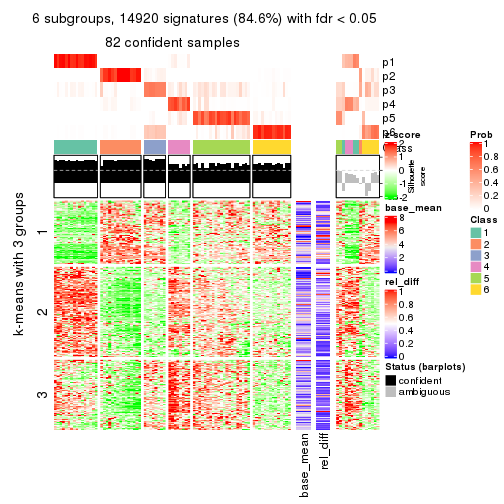 6 subgroups, 14920 signatures (84.6%) with fdr < 0.05
82 confident samples
p1
p2
p3
p4
p5
p6
Class
Silhouette
score
k-means with 3 groups
1
2
3
base_mean
rel_diff
z-score
2
1
0
-1
-2
base_mean
8
6
4
2
0
rel_diff
1
0.8
0.6
0.4
0.2
0
Status (barplots)
confident
ambiguous
Prob
1
0.8
0.6
0.4
0.2
0
Class
1
2
3
4
5
6